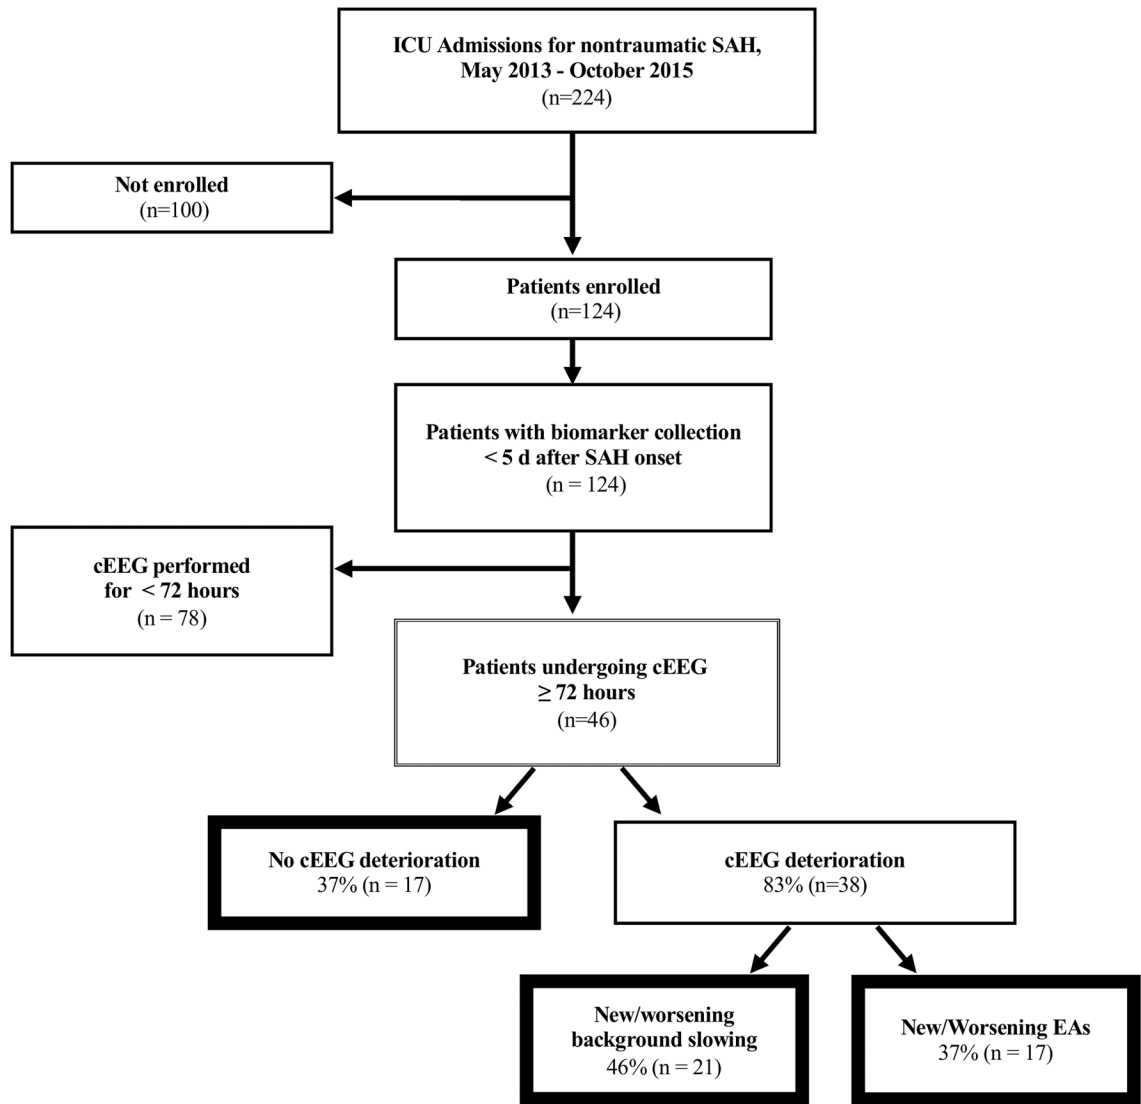 ICU Admissions for nontraumatic SAH,
May 2013 - October 2015
(n=224)
Not enrolled
(n=100)
Patients enrolled
(n=124)
Patients with biomarker collection
< 5 d after SAH onset
(n = 124)
cEEG performed
for < 72 hours
(n = 78)
Patients undergoing cEEG
≥ 72 hours
(n=46)
No cEEG deterioration
37% (n = 17)
cEEG deterioration
83% (n=38)
New/worsening
background slowing
46% (n = 21)
New/Worsening EAs
37% (n = 17)